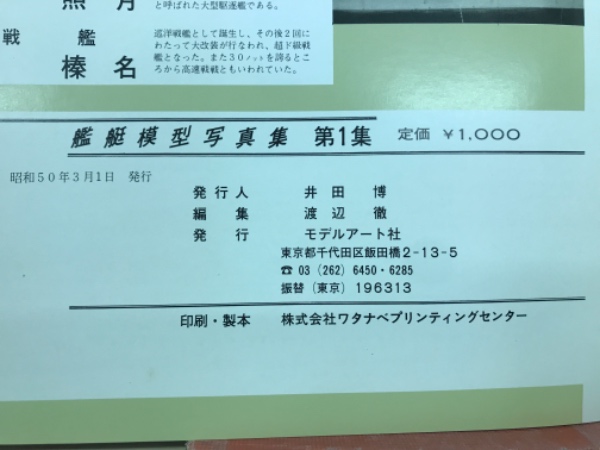 照 月
と呼ばれた大型駆逐艦である。
戦 艦
榛 名
巡洋戦艦として誕生し、その後２回に
わたって大改装が行なわれ、超ド級戦
艦となった。また３０ノットを誇るとこ
ろから高速戦戦ともいわれていた。
艦艇模型写真集 第1集 定価 ￥1,000
昭和５０年３月１日 発行
発行人 井田 博
編集 渡辺 徹
発行 モデルアート社
東京都千代田区飯田橋2-13-5
☎ 03（262）6450・6285
振替（東京）196313
印刷・製本 株式会社ワタナベプリンティングセンター